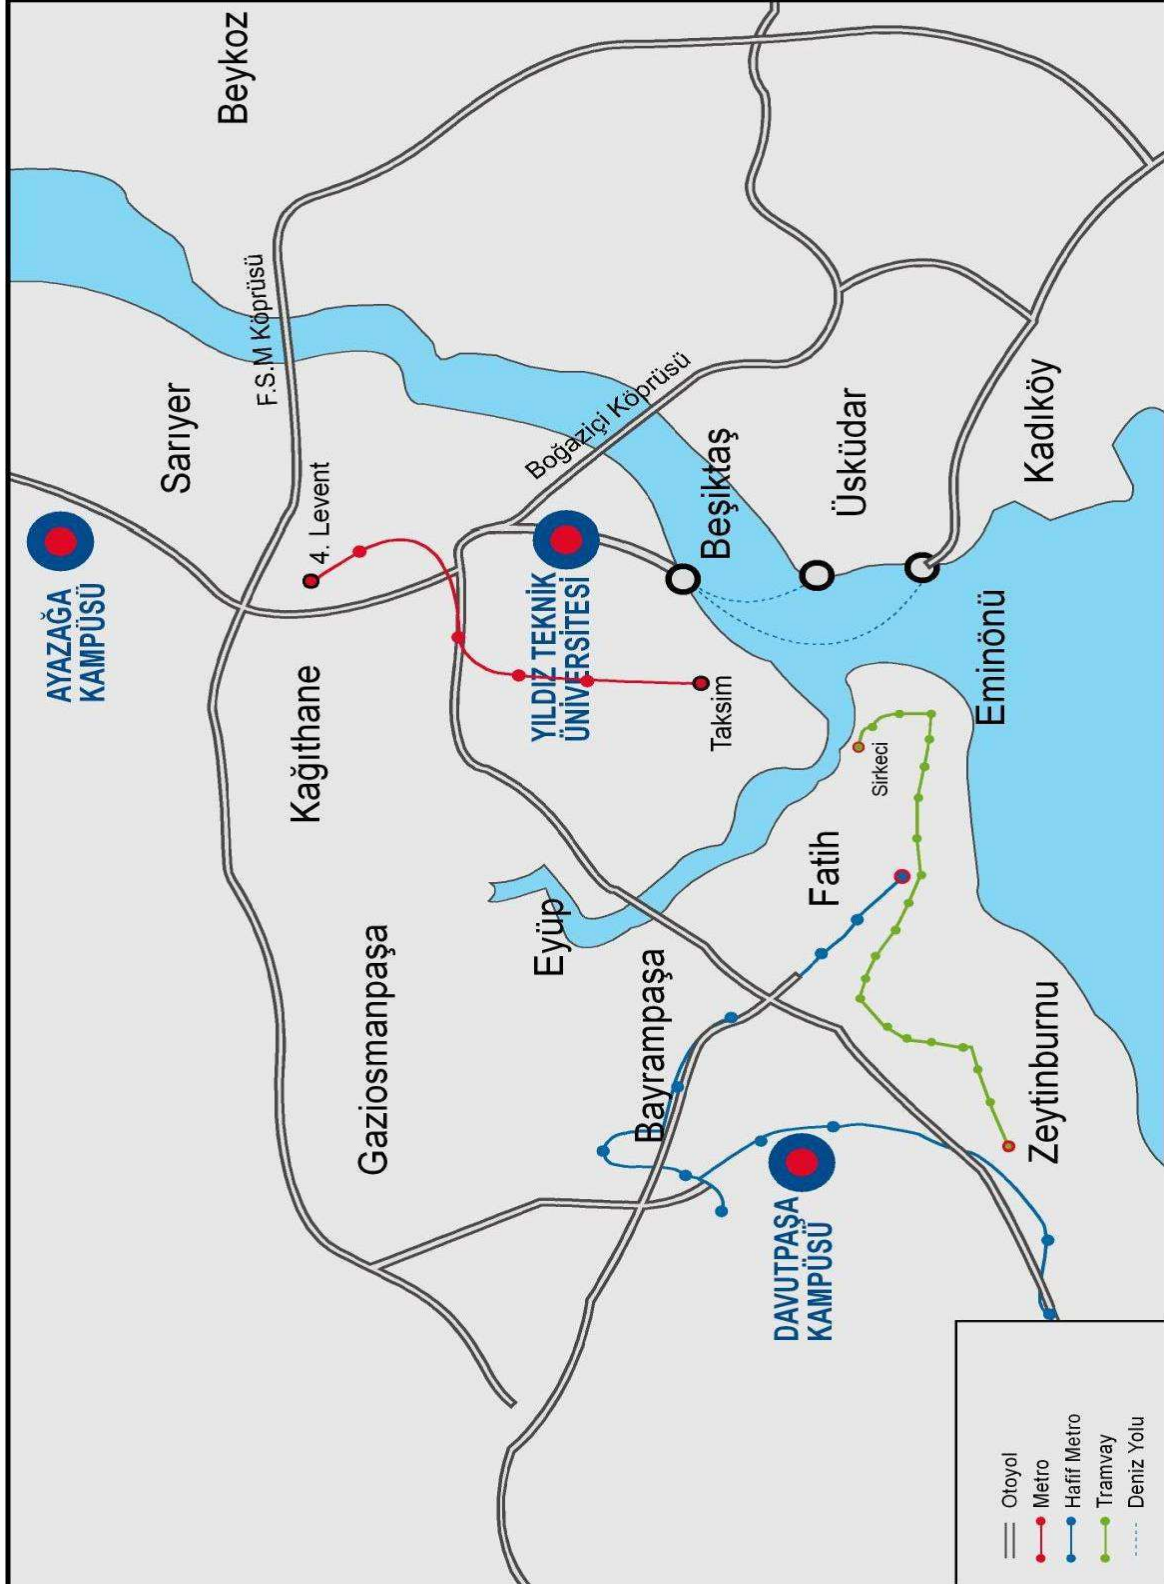 AYAZAĞA
KAMPÜSÜ
Sarıyer
Beykoz
F.S.M Köprüsü
4. Levent
Kağıthane
Gaziosmanpaşa
YILDIZ TEKNİK
ÜNİVERSİTESİ
Boğaziçi Köprüsü
Eyüp
Bayrampaşa
Taksim
Beşiktaş
DAVUTPAŞA
KAMPÜSÜ
Fatih
Sirkeci
Üsküdar
Zeytinburnu
Eminönü
Kadıköy
Otoyol
Metro
Hafif Metro
Tramvay
Deniz Yolu